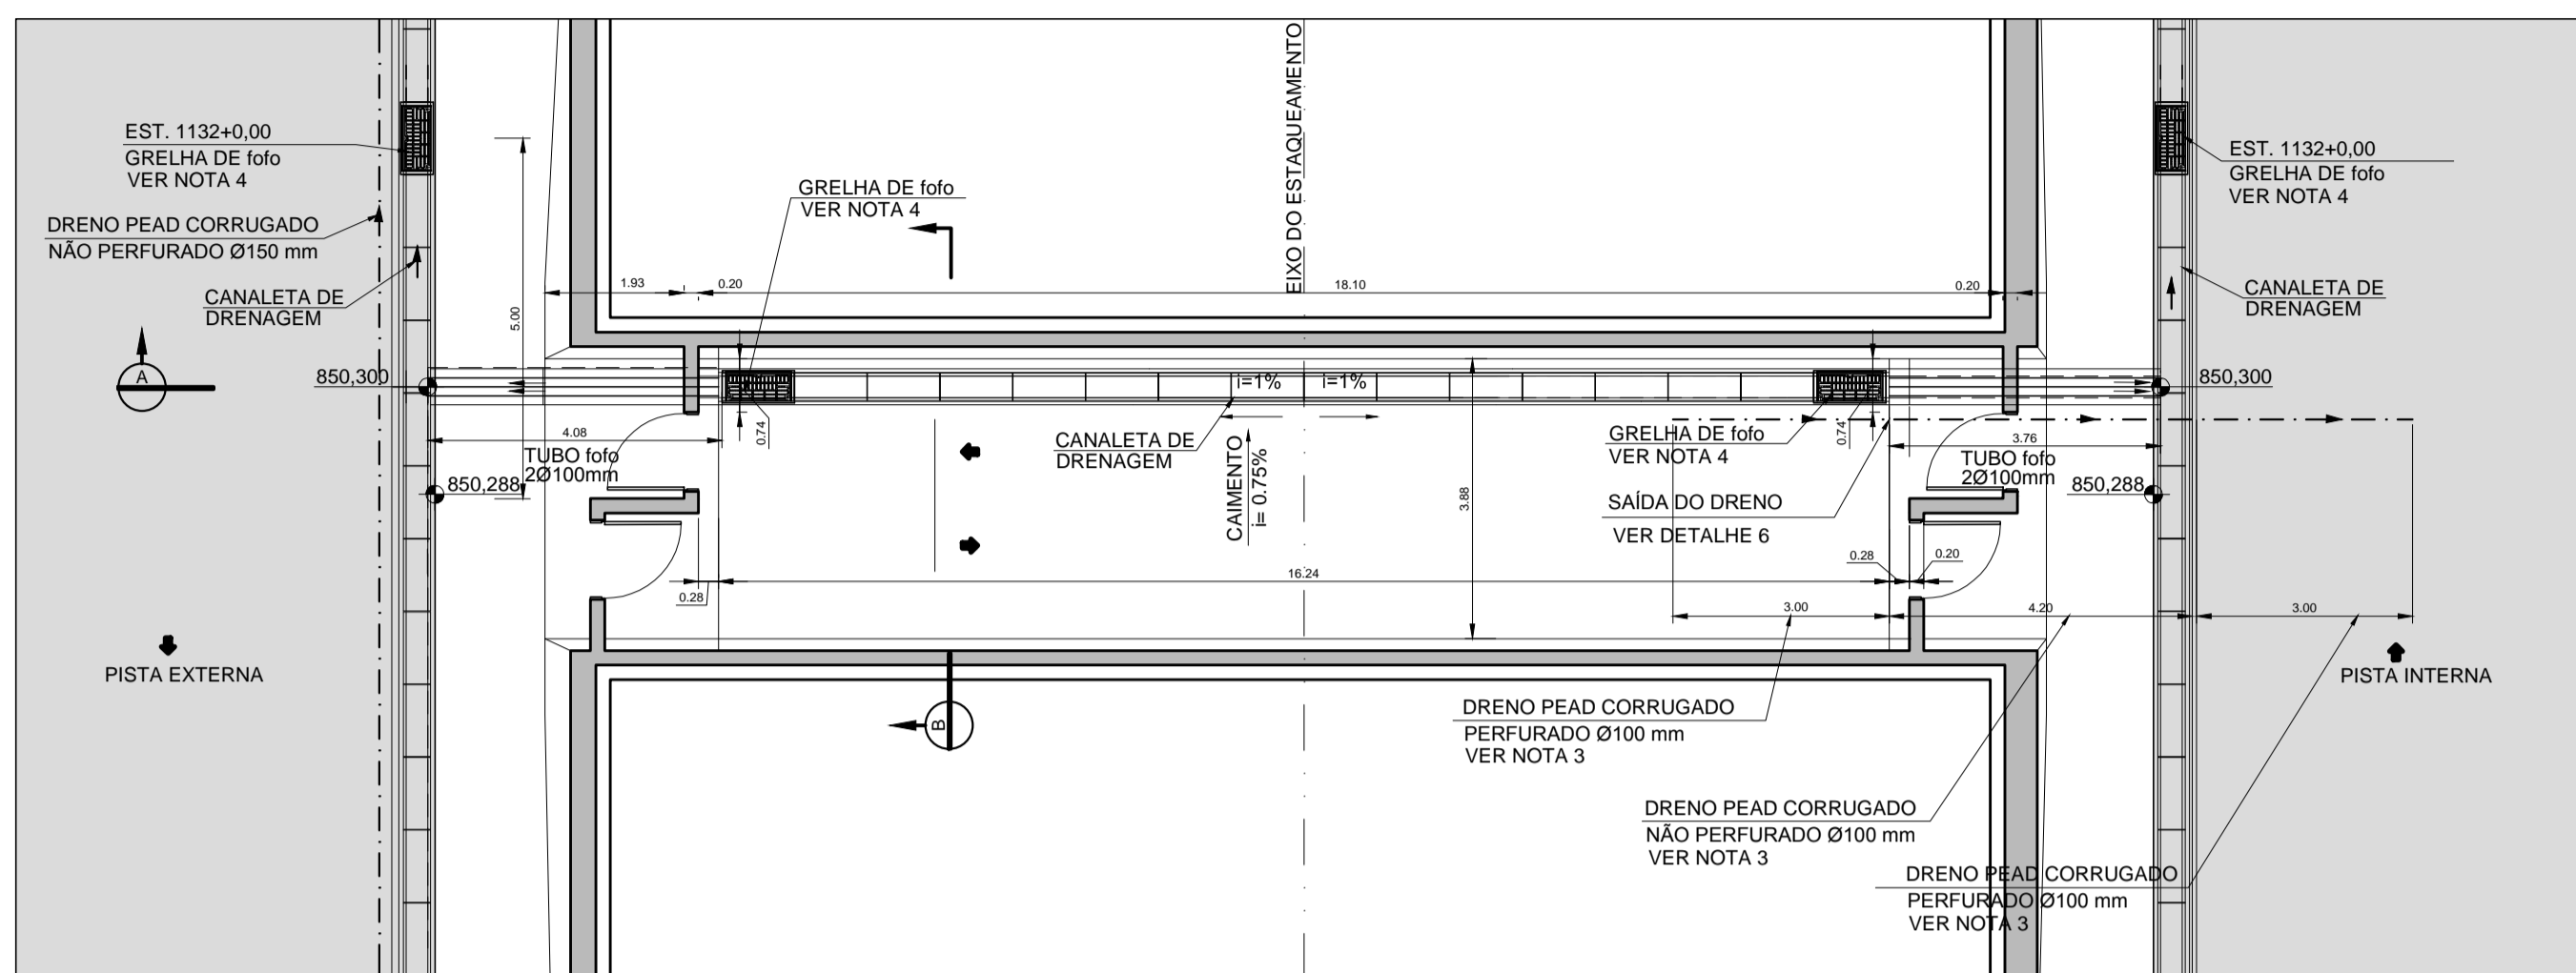 EIXO DO ESTAQUEAMENTO
EST. 1132+0,00
GRELHA DE fofo
VER NOTA 4
DRENO PEAD CORRUGADO
NÃO PERFURADO Ø150 mm
CANALETA DE
DRENAGEM
GRELHA DE fofo
VER NOTA 4
EST. 1132+0,00
GRELHA DE fofo
VER NOTA 4
CANALETA DE
DRENAGEM
1.93
0.20
18.10
0.20
5.00
A
850,300
i=1%
i=1%
850,300
4.08
TUBO fofo
2Ø100mm
850,288
0.74
CANALETA DE
DRENAGEM
CAIMENTO
i= 0.75%
3.88
GRELHA DE fofo
VER NOTA 4
0.74
SAÍDA DO DRENO
VER DETALHE 6
3.76
TUBO fofo
2Ø100mm
850,288
0.28
16.24
0.28
0.20
3.00
4.20
3.00
PISTA EXTERNA
PISTA INTERNA
B
DRENO PEAD CORRUGADO
PERFURADO Ø100 mm
VER NOTA 3
DRENO PEAD CORRUGADO
NÃO PERFURADO Ø100 mm
VER NOTA 3
DRENO PEAD CORRUGADO
PERFURADO Ø100 mm
VER NOTA 3